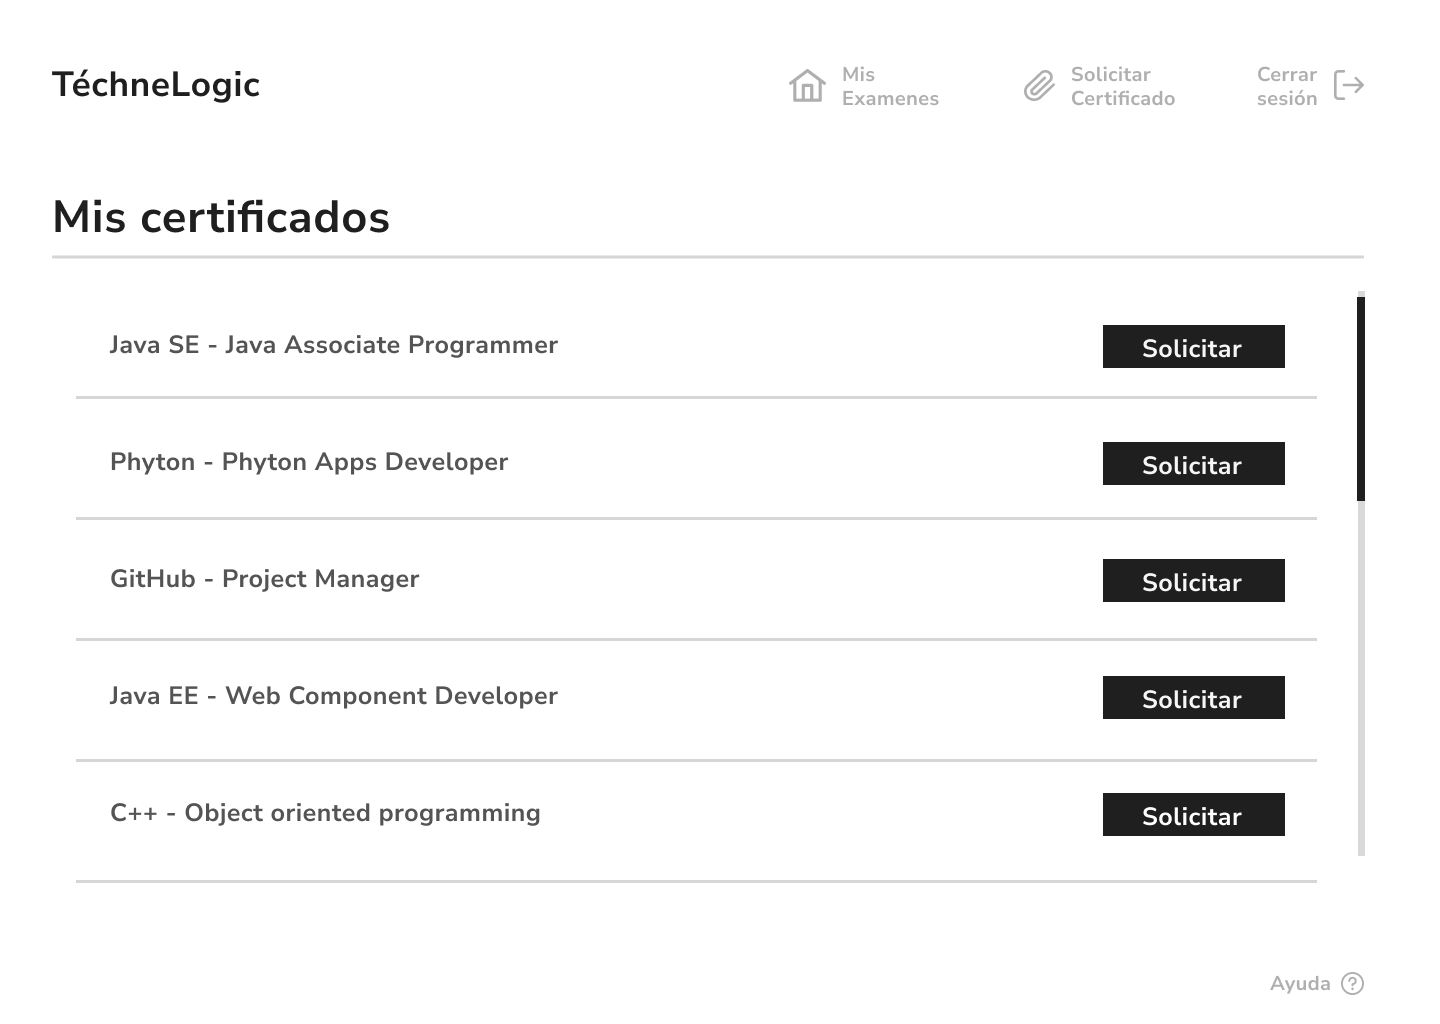 TéchneLogic
Mis
Examenes
Solicitar
Certificado
Cerrar
sesión
Mis certificados
Java SE - Java Associate Programmer
Solicitar
Phyton - Phyton Apps Developer
Solicitar
GitHub - Project Manager
Solicitar
Java EE - Web Component Developer
Solicitar
C++ - Object oriented programming
Solicitar
Ayuda